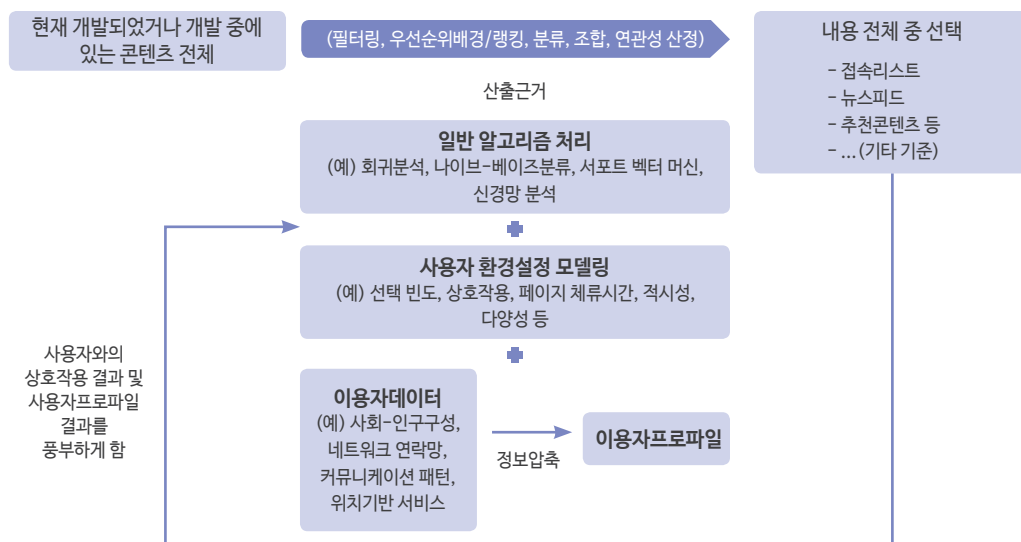 현재 개발되었거나 개발 중에
있는 콘텐츠 전체
(필터링, 우선순위배경/랭킹, 분류, 조합, 연관성 산정)
내용 전체 중 선택
- 접속리스트
- 뉴스피드
- 추천콘텐츠 등
- ... (기타 기준)
산출근거
일반 알고리즘 처리
(예) 회귀분석, 나이브-베이즈분류, 서포트 벡터 머신,
신경망 분석
사용자 환경설정 모델링
(예) 선택 빈도, 상호작용, 페이지 체류시간, 적시성,
다양성 등
사용자와의
상호작용 결과 및
사용자프로파일
결과를
풍부하게 함
이용자데이터
(예) 사회-인구구성,
네트워크 연락망,
커뮤니케이션 패턴,
위치기반 서비스
정보압축
이용자프로파일